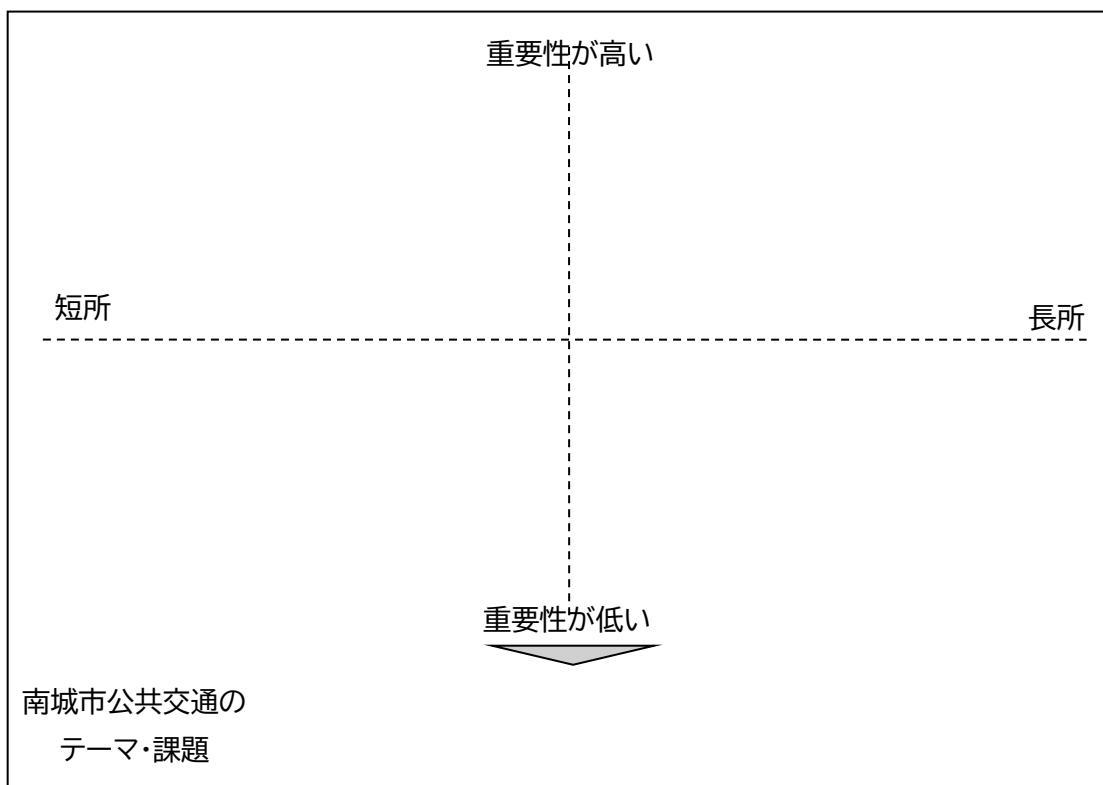 重要性が高い
短所
長所
重要性が低い
南城市公共交通の
テーマ・課題